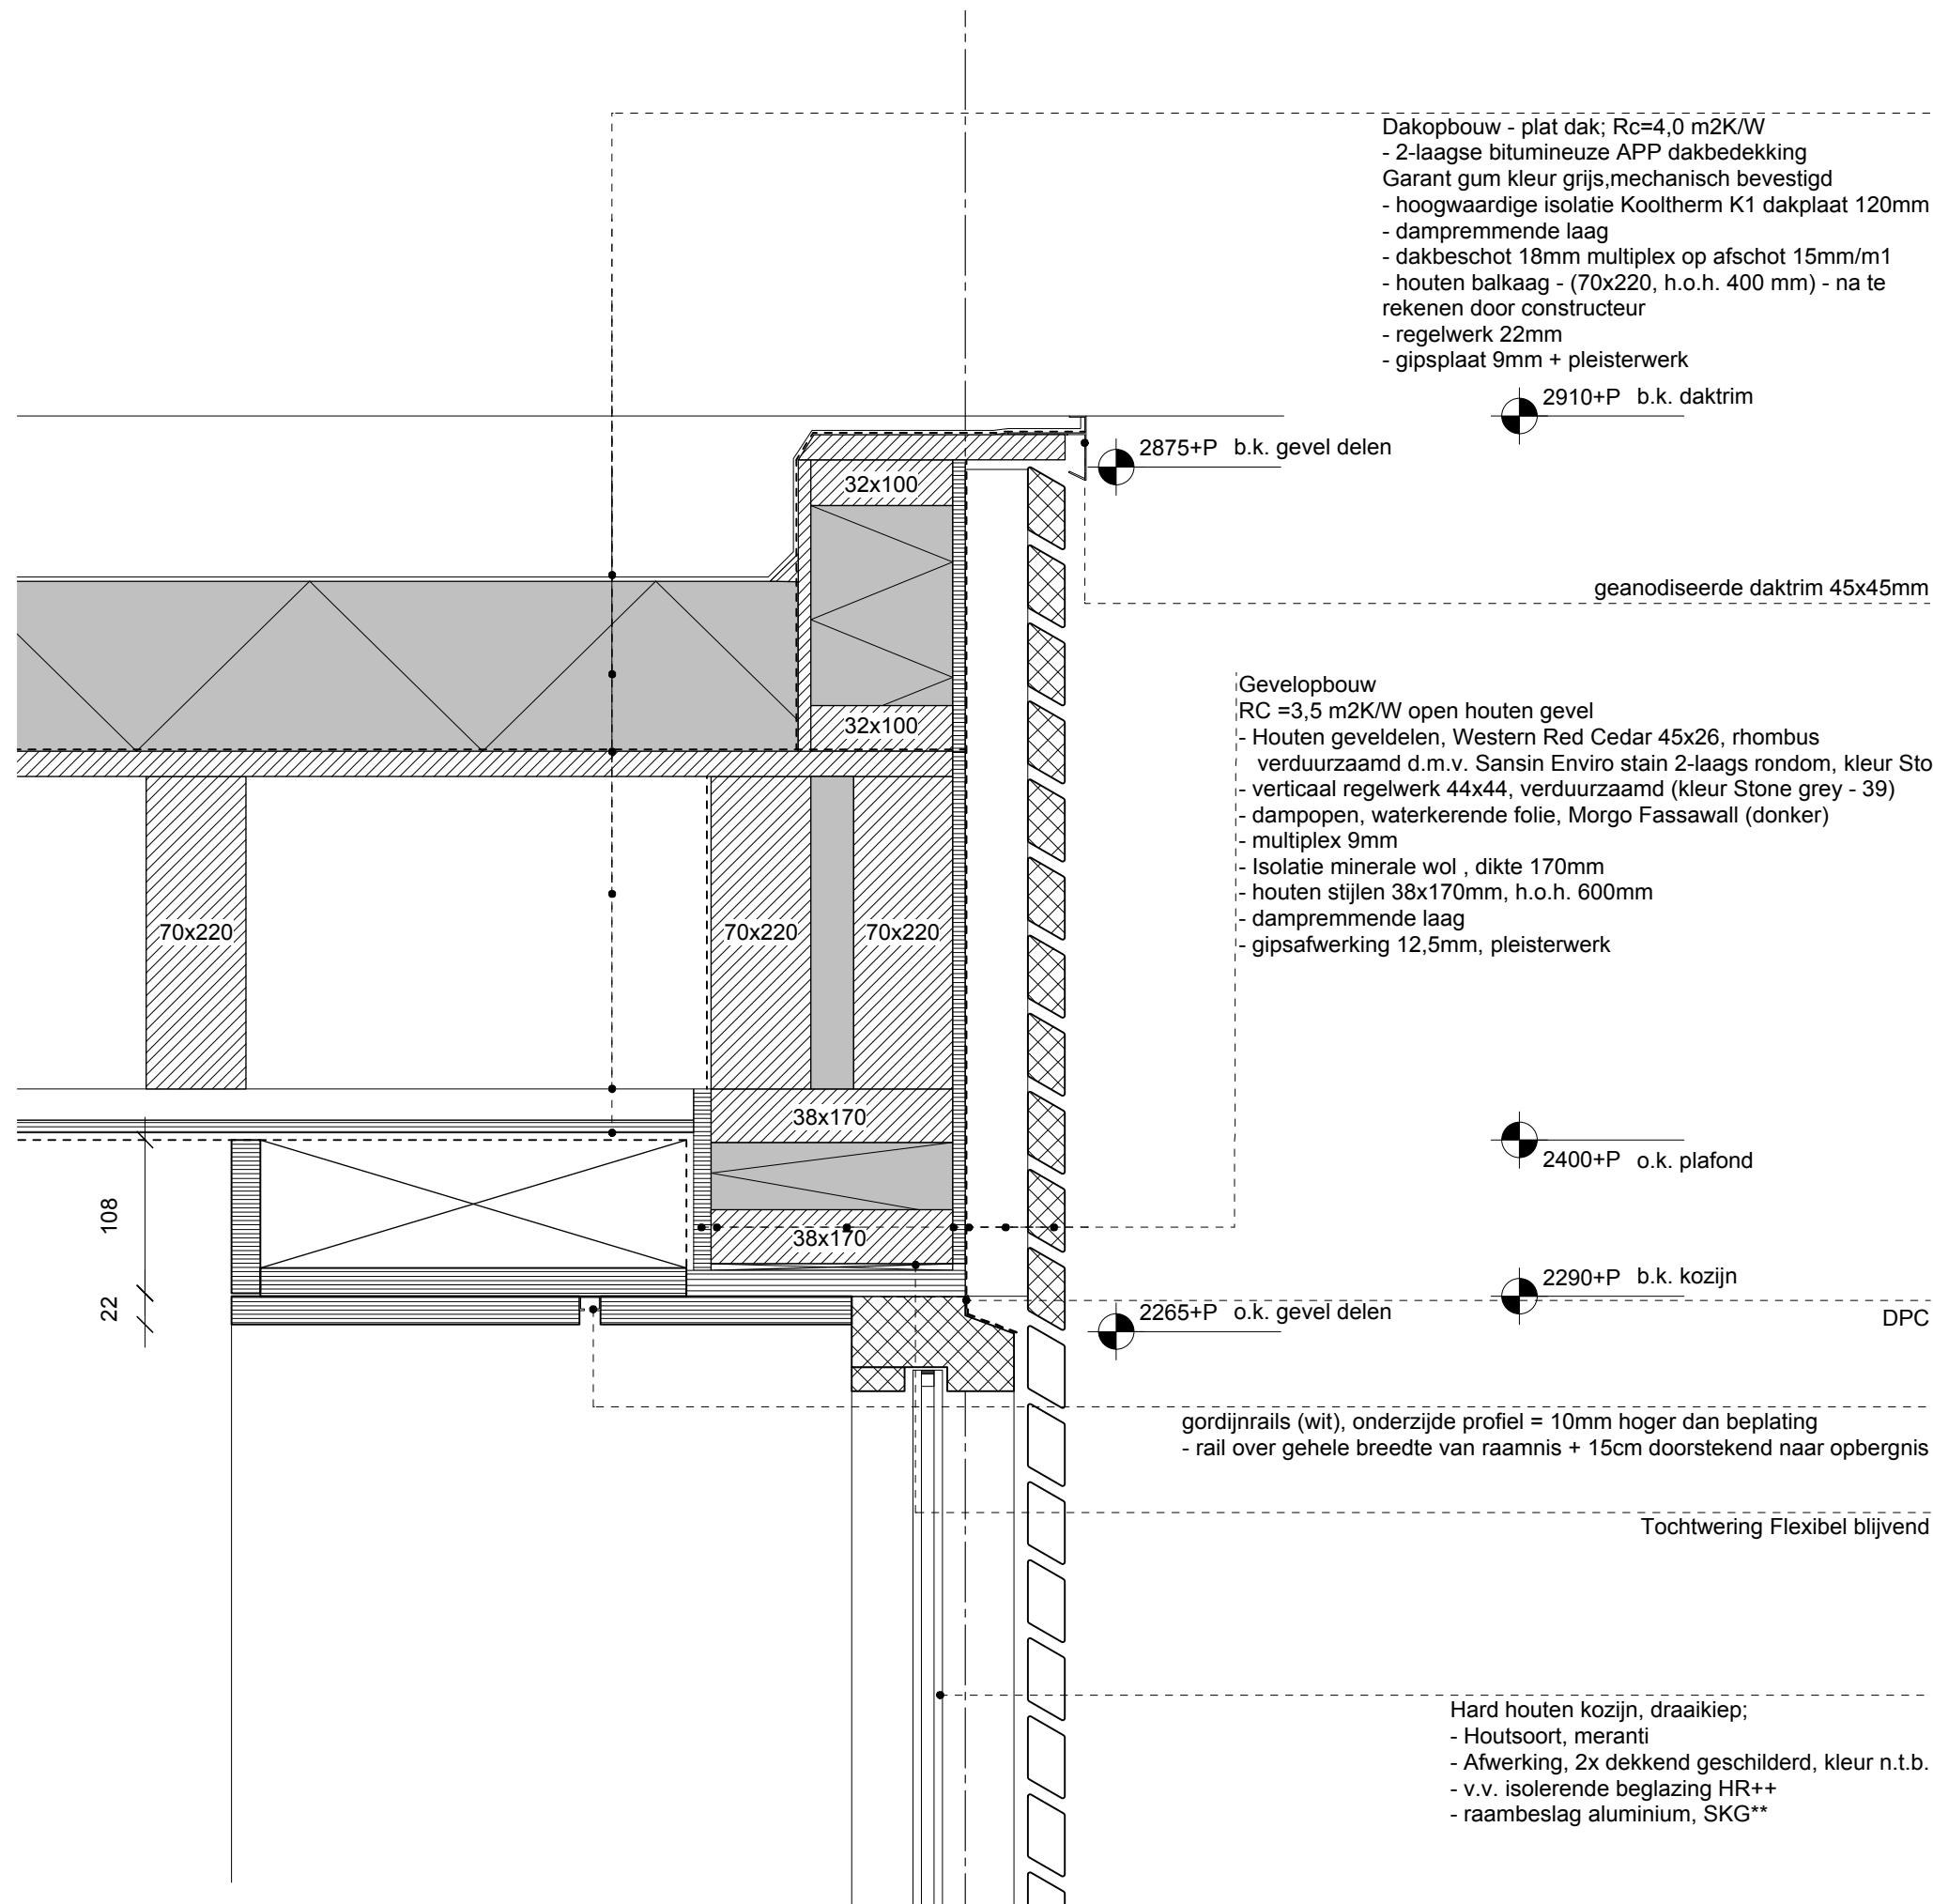 Dakopbouw - plat dak; Rc=4,0 m2K/W
- 2-laagse bitumineuze APP dakbedekking
Garant gum kleur grijs,mechanisch bevestigd
- hoogwaardige isolatie Kooltherm K1 dakplaat 120mm
- dampremmende laag
- dakbeschot 18mm multiplex op afschot 15mm/m1
- houten balkaag - (70x220, h.o.h. 400 mm) - na te
rekenen door constructeur
- regelwerk 22mm
- gipsplaat 9mm + pleisterwerk
2910+P b.k. daktrim
2875+P b.k. gevel delen
32x100
geanodiseerde daktrim 45x45mm
Gevelopbouw
RC =3,5 m2K/W open houten gevel
- Houten geveldelen, Western Red Cedar 45x26, rhombus
verduurzaamd d.m.v. Sansin Enviro stain 2-laags rondom, kleur Sto
- verticaal regelwerk 44x44, verduurzaamd (kleur Stone grey - 39)
- dampopen, waterkerende folie, Morgo Fassawall (donker)
- multiplex 9mm
- Isolatie minerale wol , dikte 170mm
- houten stijlen 38x170mm, h.o.h. 600mm
- dampremmende laag
- gipsafwerking 12,5mm, pleisterwerk
32x100
70x220
70x220
70x220
38x170
2400+P o.k. plafond
108
38x170
2290+P b.k. kozijn
22
2265+P o.k. gevel delen
DPC
gordijnrails (wit), onderzijde profiel = 10mm hoger dan beplating
- rail over gehele breedte van raamnis + 15cm doorstekend naar opbergnis
Tochtwering Flexibel blijvend
Hard houten kozijn, draaikiep;
- Houtsoort, meranti
- Afwerking, 2x dekkend geschilderd, kleur n.t.b.
- v.v. isolerende beglazing HR++
- raambeslag aluminium, SKG**